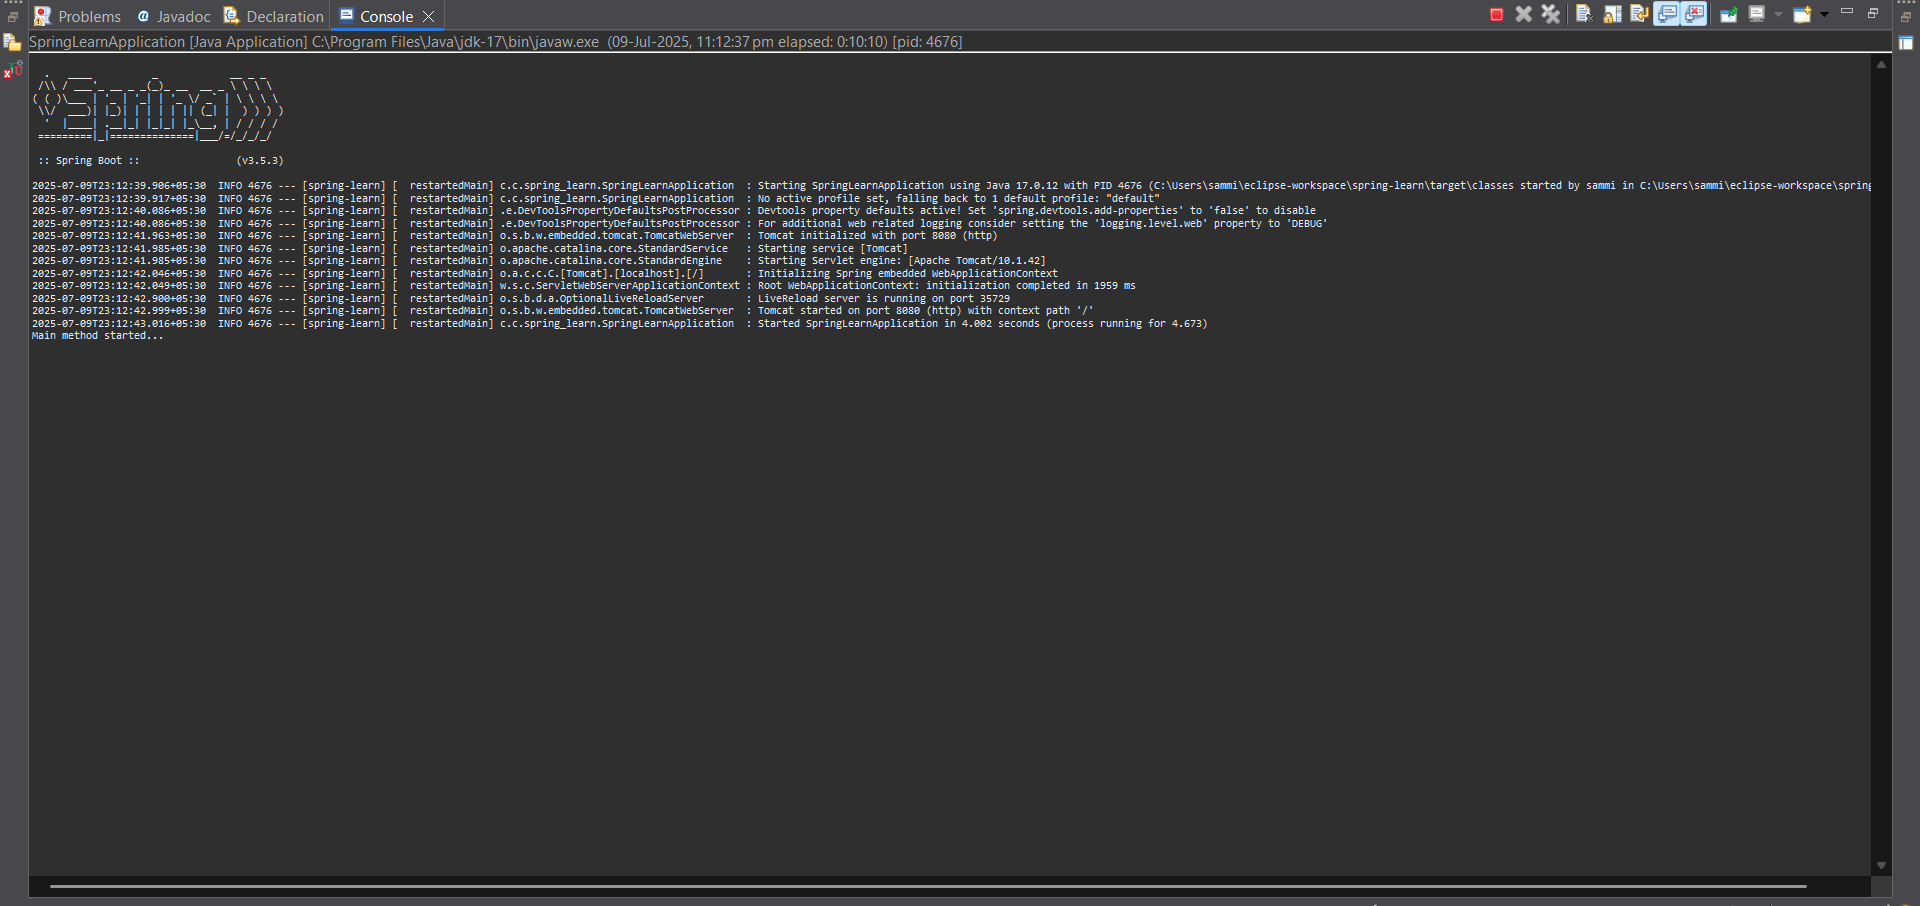 Problems Javadoc Declaration Console
SpringLearnApplication [Java Application] C:\Program Files\Java\jdk-17\bin\javaw.exe (09-Jul-2025, 11:12:37 pm elapsed: 0:10:10) [pid: 4676]
  .   ____          _            __ _ _
 /\\ / ___'_ __ _ _(_)_ __  __ _ \ \ \ \
( ( )\___ | '_ | '_| | '_ \/ _` | \ \ \ \
 \\/  ___)| |_)| | | | | || (_| |  ) ) ) )
  '  |____| .__|_| |_|_| |_\__, | / / / /
 =========|_|==============|___/=/_/_/_/
 :: Spring Boot ::                (v3.5.3)
2025-07-09T23:12:39.906+05:30  INFO 4676 --- [spring-learn] [  restartedMain] c.c.spring_learn.SpringLearnApplication  : Starting SpringLearnApplication using Java 17.0.12 with PID 4676 (C:\Users\sammi\eclipse-workspace\spring-learn\target\classes started by sammi in C:\Users\sammi\eclipse-workspace\spring
2025-07-09T23:12:39.917+05:30  INFO 4676 --- [spring-learn] [  restartedMain] c.c.spring_learn.SpringLearnApplication  : No active profile set, falling back to 1 default profile: "default"
2025-07-09T23:12:40.086+05:30  INFO 4676 --- [spring-learn] [  restartedMain] .e.DevToolsPropertyDefaultsPostProcessor : Devtools property defaults active! Set 'spring.devtools.add-properties' to 'false' to disable
2025-07-09T23:12:40.086+05:30  INFO 4676 --- [spring-learn] [  restartedMain] .e.DevToolsPropertyDefaultsPostProcessor : For additional web related logging consider setting the 'logging.level.web' property to 'DEBUG'
2025-07-09T23:12:41.963+05:30  INFO 4676 --- [spring-learn] [  restartedMain] o.s.b.w.embedded.tomcat.TomcatWebServer  : Tomcat initialized with port 8080 (http)
2025-07-09T23:12:41.985+05:30  INFO 4676 --- [spring-learn] [  restartedMain] o.apache.catalina.core.StandardService   : Starting service [Tomcat]
2025-07-09T23:12:41.985+05:30  INFO 4676 --- [spring-learn] [  restartedMain] o.apache.catalina.core.StandardEngine    : Starting Servlet engine: [Apache Tomcat/10.1.42]
2025-07-09T23:12:42.046+05:30  INFO 4676 --- [spring-learn] [  restartedMain] o.a.c.c.C.[Tomcat].[localhost].[/]       : Initializing Spring embedded WebApplicationContext
2025-07-09T23:12:42.049+05:30  INFO 4676 --- [spring-learn] [  restartedMain] w.s.c.ServletWebServerApplicationContext : Root WebApplicationContext: initialization completed in 1959 ms
2025-07-09T23:12:42.900+05:30  INFO 4676 --- [spring-learn] [  restartedMain] o.s.b.d.a.OptionalLiveReloadServer       : LiveReload server is running on port 35729
2025-07-09T23:12:42.999+05:30  INFO 4676 --- [spring-learn] [  restartedMain] o.s.b.w.embedded.tomcat.TomcatWebServer  : Tomcat started on port 8080 (http) with context path '/'
2025-07-09T23:12:43.016+05:30  INFO 4676 --- [spring-learn] [  restartedMain] c.c.spring_learn.SpringLearnApplication  : Started SpringLearnApplication in 4.002 seconds (process running for 4.673)
Main method started...